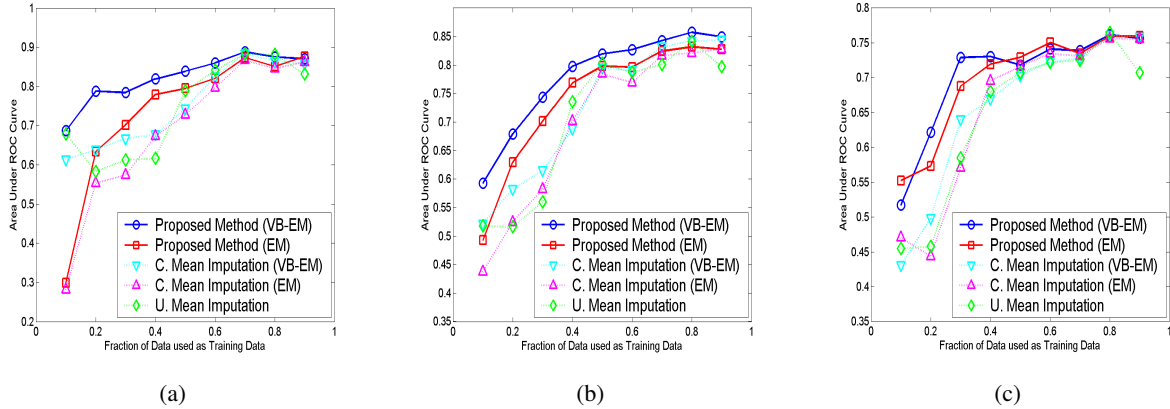 1
0.9
0.8
0.7
0.6
0.5
0.4
0.3
0.2
0 0.2 0.4 0.6 0.8 1
Area Under ROC Curve
Fraction of Data used as Training Data
Proposed Method (VB-EM)
Proposed Method (EM)
C. Mean Imputation (VB-EM)
C. Mean Imputation (EM)
U. Mean Imputation
(a)
0.85
0.8
0.75
0.7
0.65
0.6
0.55
0.5
0.45
0.4
0.35
0 0.2 0.4 0.6 0.8 1
Area Under ROC Curve
Fraction of Data used as Training Data
Proposed Method (VB-EM)
Proposed Method (EM)
C. Mean Imputation (VB-EM)
C. Mean Imputation (EM)
U. Mean Imputation
(b)
0.8
0.75
0.7
0.65
0.6
0.55
0.5
0.45
0.4
0.35
0 0.2 0.4 0.6 0.8 1
Area Under ROC Curve
Fraction of Data used as Training Data
Proposed Method (VB-EM)
Proposed Method (EM)
C. Mean Imputation (VB-EM)
C. Mean Imputation (EM)
U. Mean Imputation
(c)